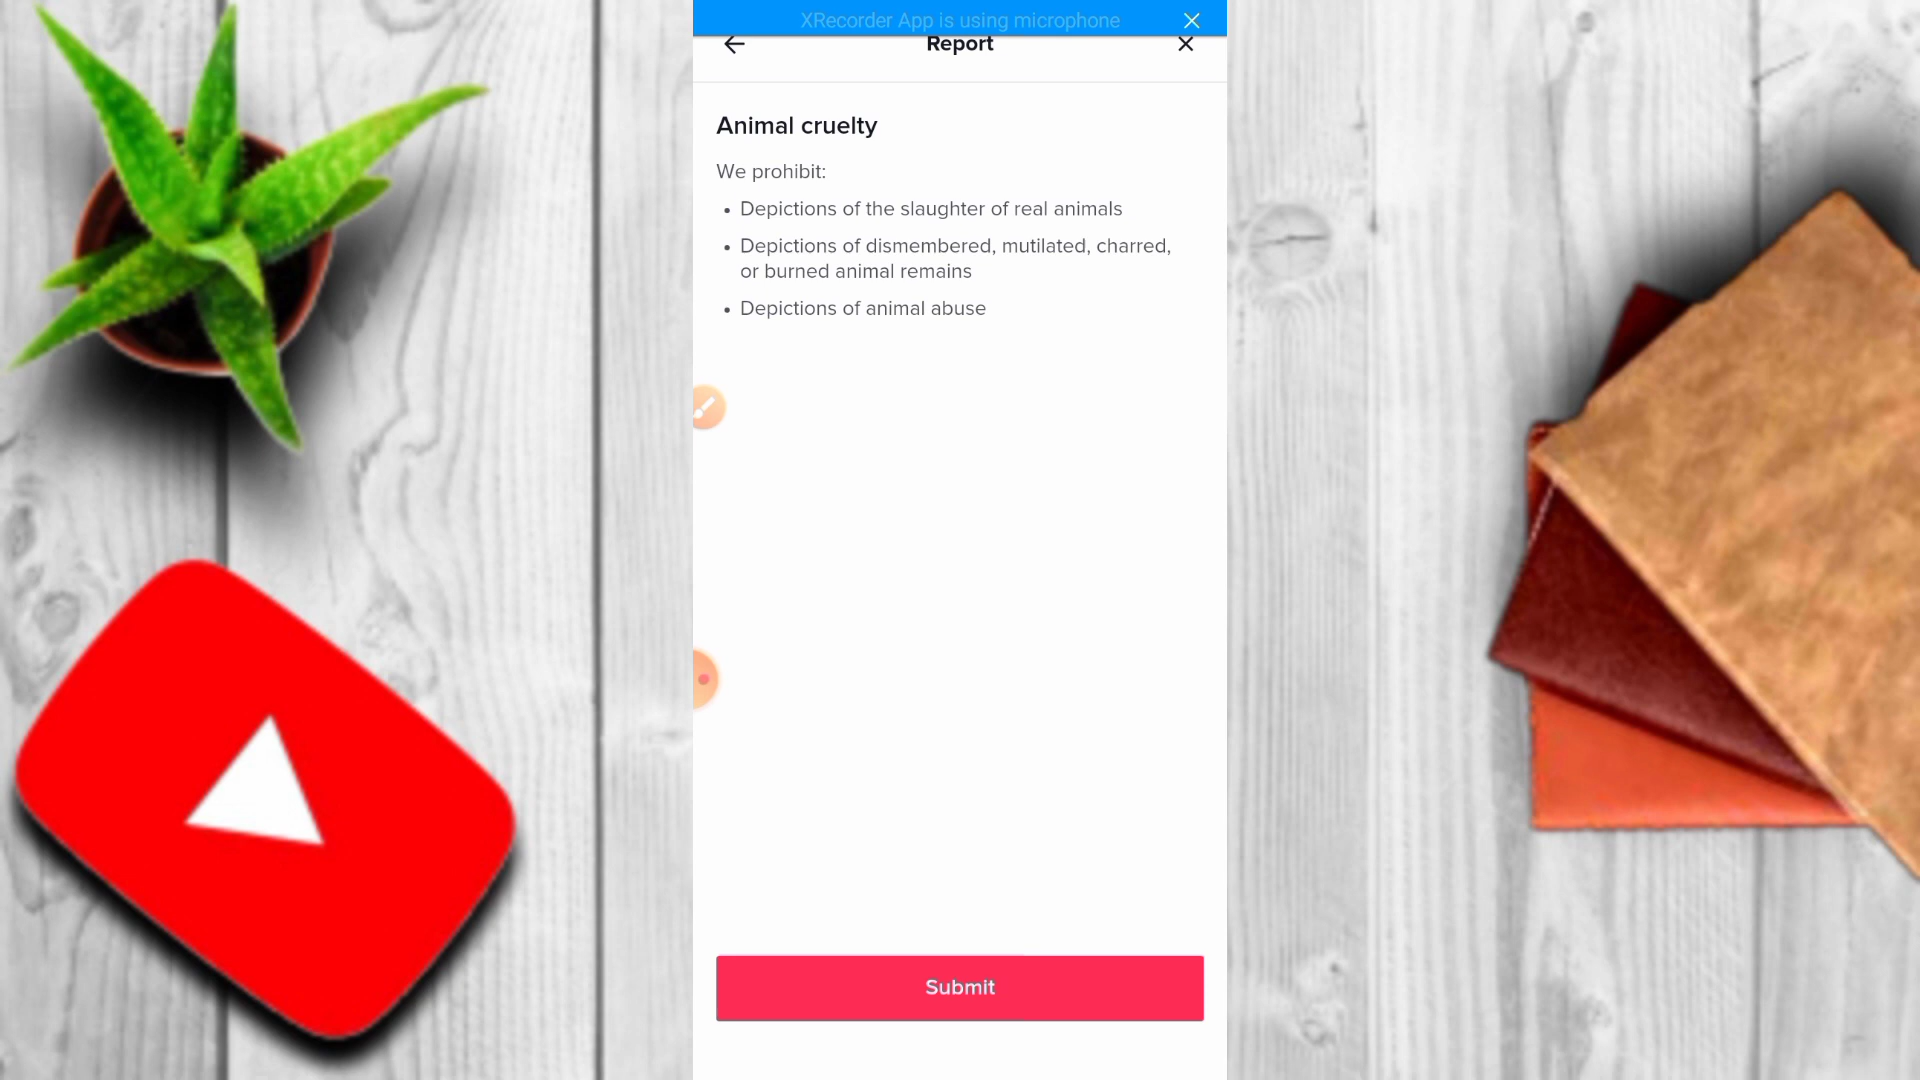 XRecorder App is using microphone
Report
Animal cruelty
We prohibit:
• Depictions of the slaughter of real animals
• Depictions of dismembered, mutilated, charred,
or burned animal remains
• Depictions of animal abuse
Submit